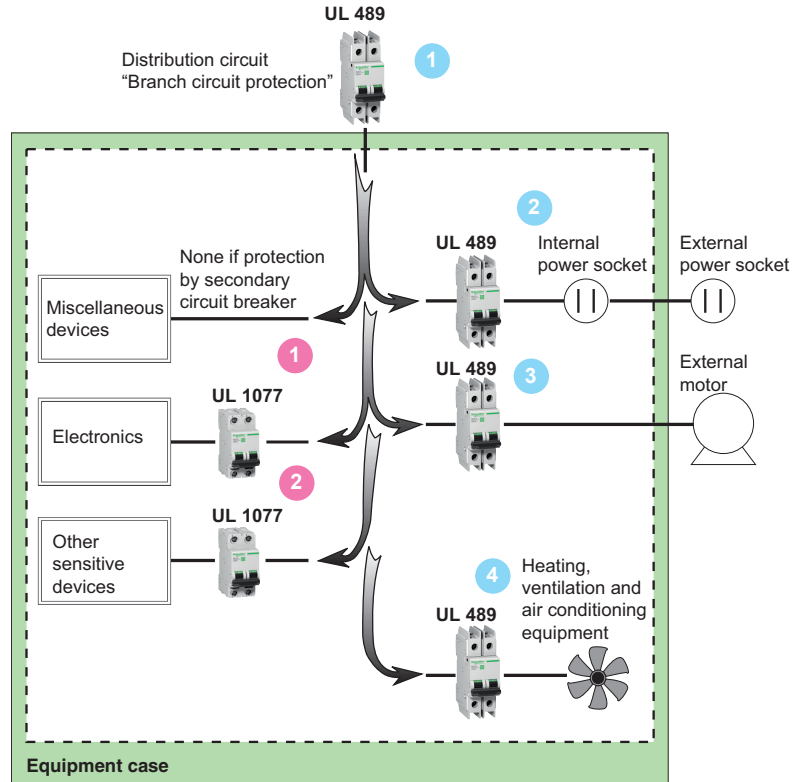 UL 489
Distribution circuit
“Branch circuit protection”
1
2
UL 489
Internal
power socket
External
power socket
None if protection
by secondary
circuit breaker
Miscellaneous
devices
1
UL 489
3
External
motor
UL 1077
Electronics
2
UL 1077
Other
sensitive
devices
4
Heating,
ventilation and
air conditioning
equipment
UL 489
Equipment case